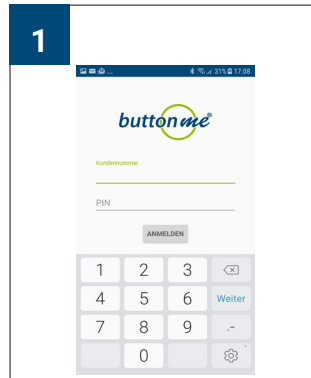 1
... 31% 17:08
buttonme®
Kundennummer
PIN
ANMELDEN
1 2 3
4 5 6 Weiter
7 8 9 .-
0